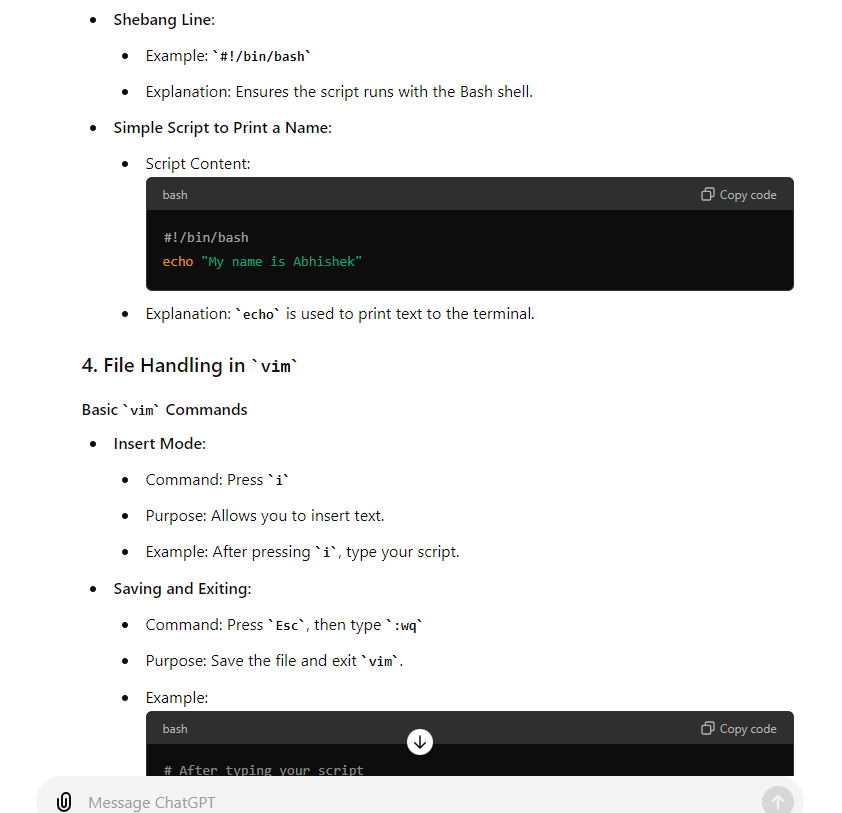 Shebang Line:
Example: `#!/bin/bash`
Explanation: Ensures the script runs with the Bash shell.
Simple Script to Print a Name:
Script Content:
bash
Copy code
#!/bin/bash
echo "My name is Abhishek"
Explanation: `echo` is used to print text to the terminal.
4. File Handling in `vim`
Basic `vim` Commands
Insert Mode:
Command: Press `i`
Purpose: Allows you to insert text.
Example: After pressing `i`, type your script.
Saving and Exiting:
Command: Press `Esc`, then type `:wq`
Purpose: Save the file and exit `vim`.
Example:
bash
Copy code
# After typing your script
Message ChatGPT